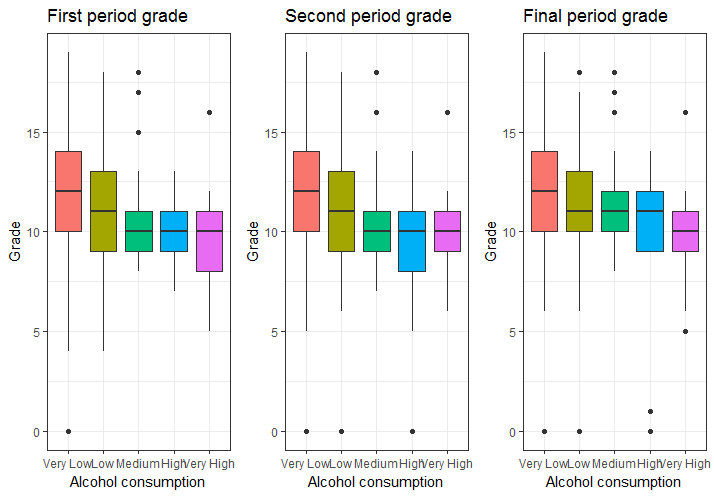 First period grade
Second period grade
Final period grade
Grade
15
10
5
0
Very Low Low Medium High Very High
Alcohol consumption
Grade
15
10
5
0
Very Low Low Medium High Very High
Alcohol consumption
Grade
15
10
5
0
Very Low Low Medium High Very High
Alcohol consumption